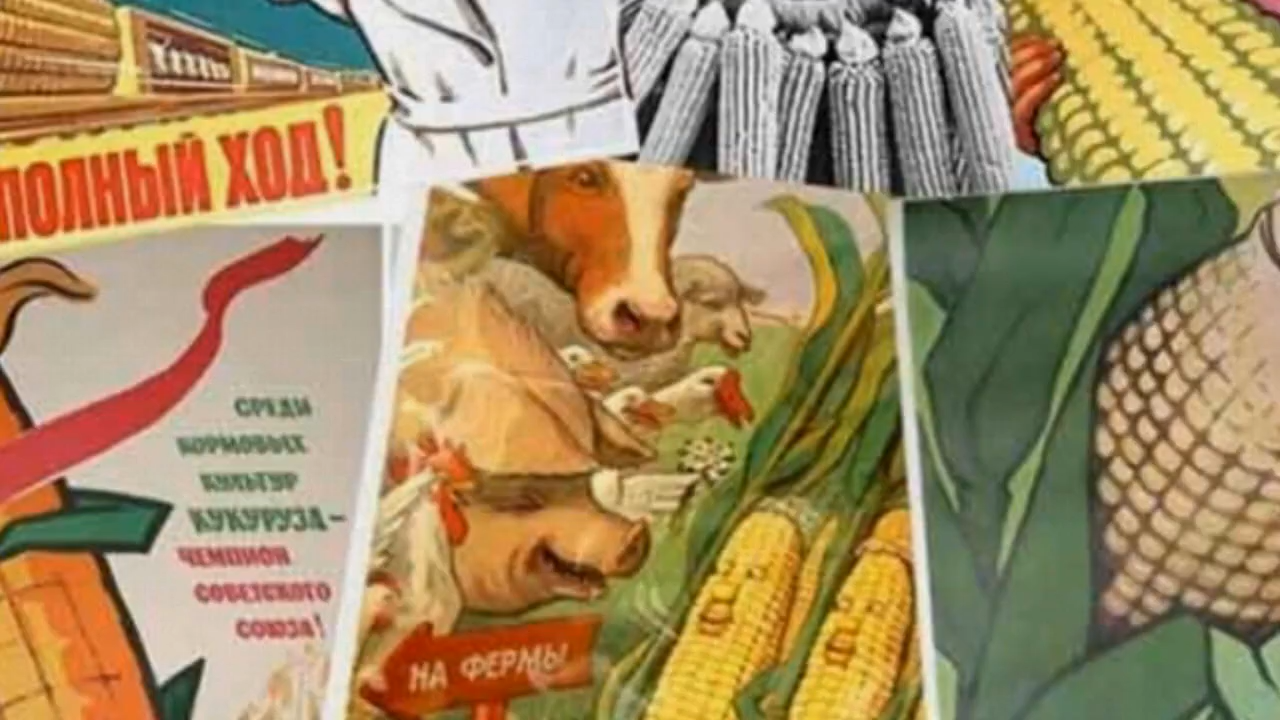 ПОЛНЫЙ ХОД!
СРЕДИ
КОРМОВЫХ
КУЛЬТУР
КУКУРУЗА–
ЧЕМПИОН
СОВЕТСКОГО
СОЮЗА!
НА ФЕРМЫ